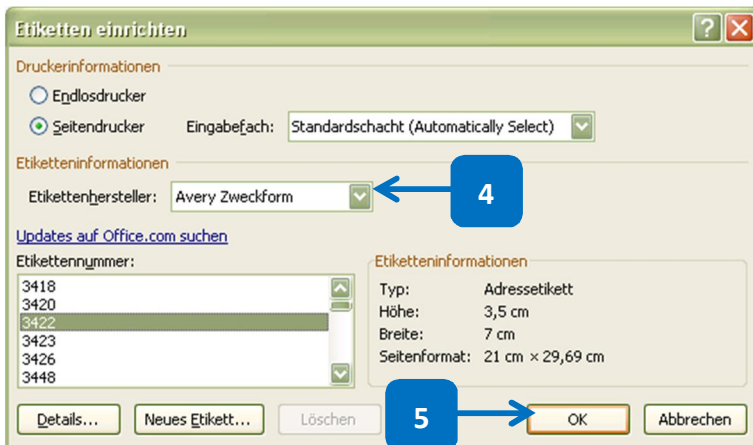 Etiketten einrichten
Druckerinformationen
Endlosdrucker
Seitendrucker Eingabefach: Standardschacht (Automatically Select)
Etiketteninformationen
Etikettenhersteller: Avery Zweckform
4
Updates auf Office.com suchen
Etikettennummer:
3418
3420
3422
3423
3426
3448
Etiketteninformationen
Typ: Adressetikett
Höhe: 3,5 cm
Breite: 7 cm
Seitenformat: 21 cm × 29,69 cm
Details... Neues Etikett... Löschen 5 OK Abbrechen